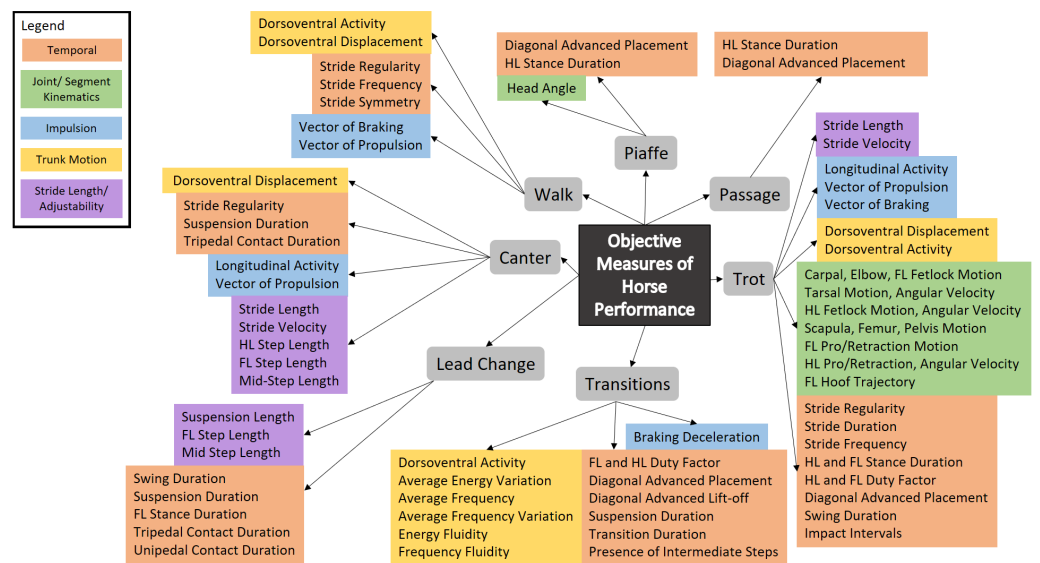 Legend
Temporal
Joint/ Segment
Kinematics
Impulsion
Trunk Motion
Stride Length/
Adjustability
Dorsoventral Activity
Dorsoventral Displacement
Stride Regularity
Stride Frequency
Stride Symmetry
Vector of Braking
Vector of Propulsion
Walk
Diagonal Advanced Placement
HL Stance Duration
Head Angle
Piaffe
HL Stance Duration
Diagonal Advanced Placement
Passage
Objective
Measures of
Horse
Performance
Dorsoventral Displacement
Stride Regularity
Suspension Duration
Tripedal Contact Duration
Longitudinal Activity
Vector of Propulsion
Stride Length
Stride Velocity
HL Step Length
FL Step Length
Mid-Step Length
Canter
Trot
Stride Length
Stride Velocity
Longitudinal Activity
Vector of Propulsion
Vector of Braking
Dorsoventral Displacement
Dorsoventral Activity
Carpal, Elbow, FL Fetlock Motion
Tarsal Motion, Angular Velocity
HL Fetlock Motion, Angular Velocity
Scapula, Femur, Pelvis Motion
FL Pro/Retraction Motion
HL Pro/Retraction, Angular Velocity
FL Hoof Trajectory
Stride Regularity
Stride Duration
Stride Frequency
HL and FL Stance Duration
HL and FL Duty Factor
Diagonal Advanced Placement
Swing Duration
Impact Intervals
Lead Change
Suspension Length
FL Step Length
Mid Step Length
Swing Duration
Suspension Duration
FL Stance Duration
Tripedal Contact Duration
Unipedal Contact Duration
Transitions
Braking Deceleration
Dorsoventral Activity
Average Energy Variation
Average Frequency
Average Frequency Variation
Energy Fluidity
Frequency Fluidity
FL and HL Duty Factor
Diagonal Advanced Placement
Diagonal Advanced Lift-off
Suspension Duration
Transition Duration
Presence of Intermediate Steps